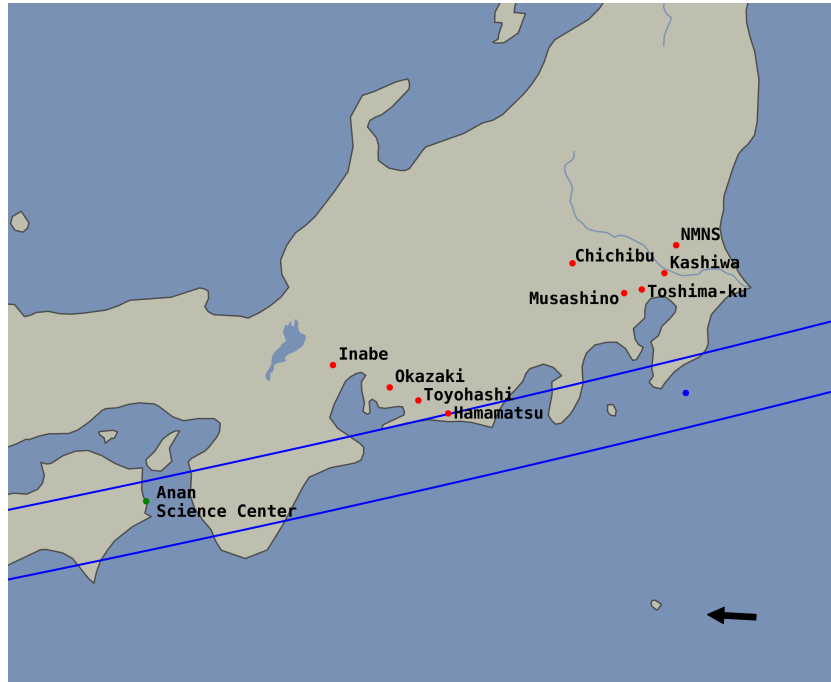 NMNS
Chichibu
Kashiwa
Musashino
Toshima-ku
Inabe
Okazaki
Toyohashi
Hamamatsu
Anan
Science Center